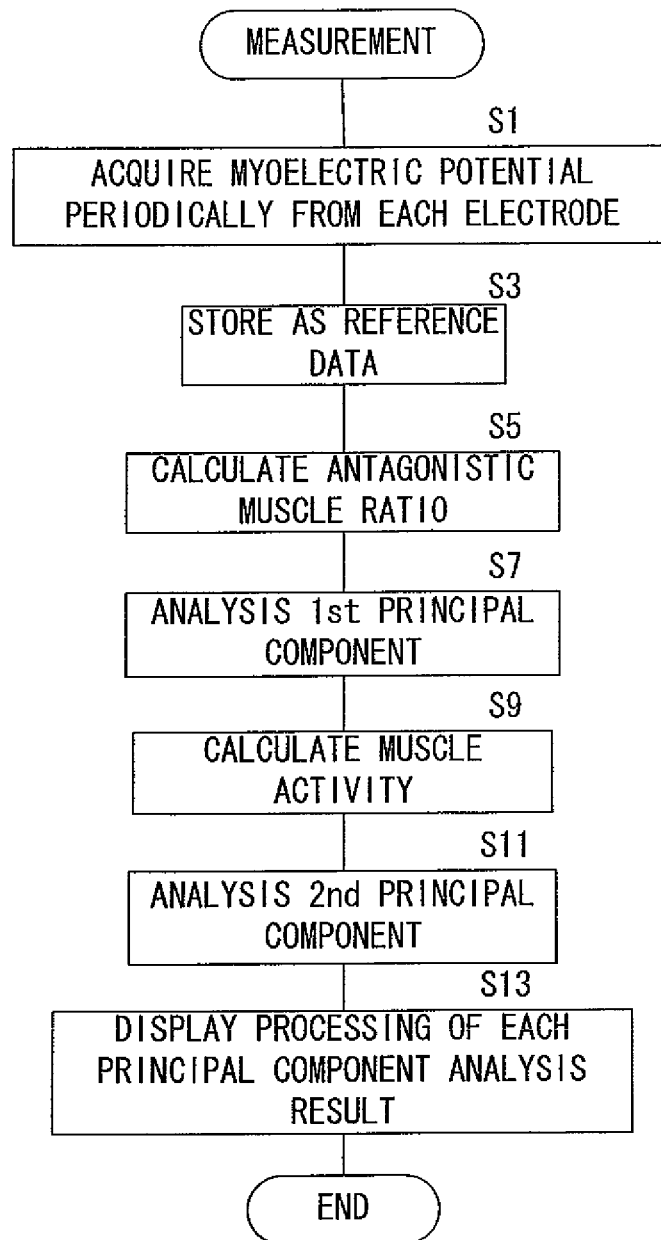 MEASUREMENT
S1
ACQUIRE MYOELECTRIC POTENTIAL
PERIODICALLY FROM EACH ELECTRODE
S3
STORE AS REFERENCE
DATA
S5
CALCULATE ANTAGONISTIC
MUSCLE RATIO
S7
ANALYSIS 1st PRINCIPAL
COMPONENT
S9
CALCULATE MUSCLE
ACTIVITY
S11
ANALYSIS 2nd PRINCIPAL
COMPONENT
S13
DISPLAY PROCESSING OF EACH
PRINCIPAL COMPONENT ANALYSIS
RESULT
END